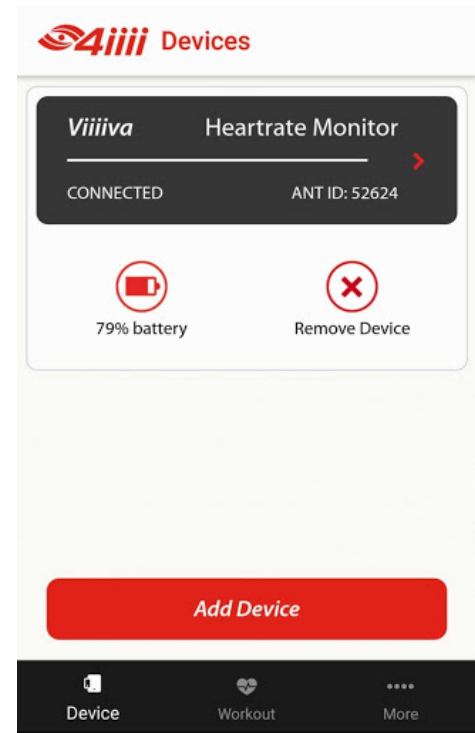 4iiii Devices
Viiiiva Heartrate Monitor
CONNECTED ANT ID: 52624
79% battery Remove Device
Add Device
Device Workout More